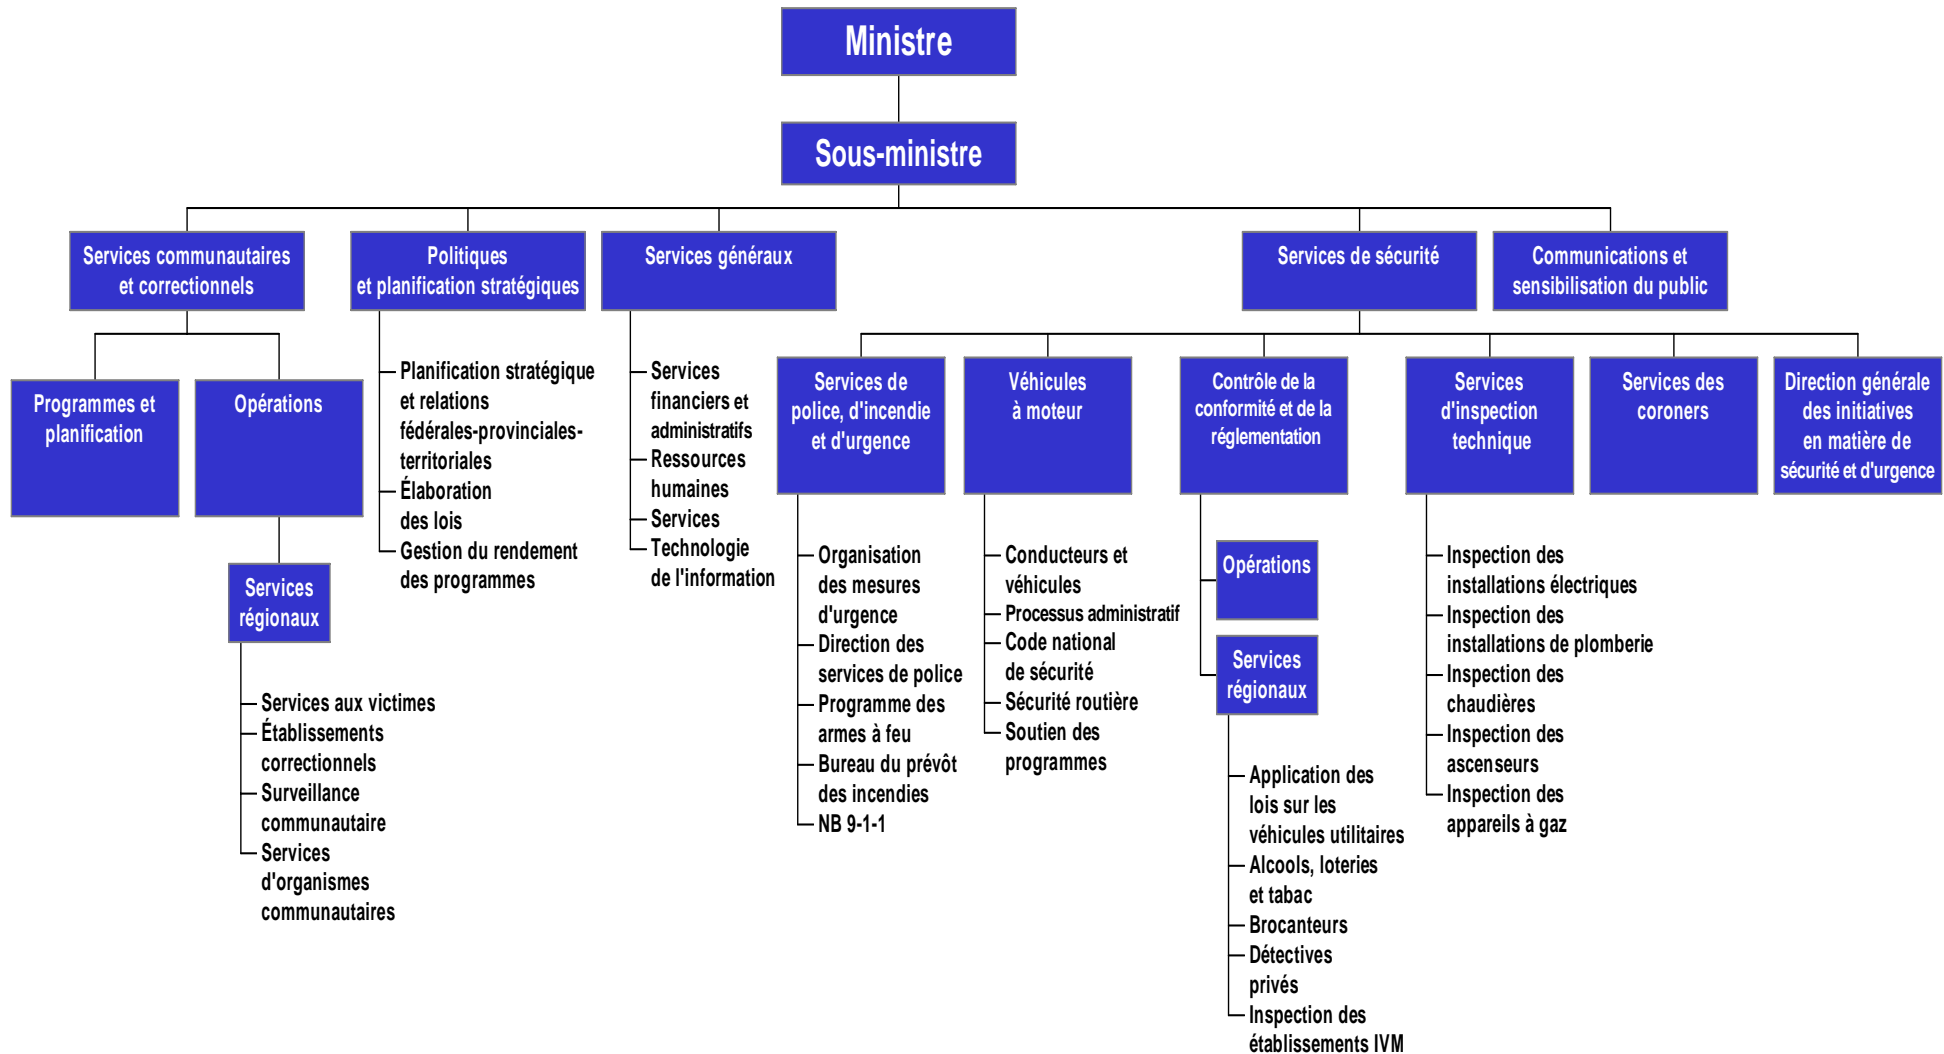 Ministre
Sous-ministre
Services communautaires
et correctionnels
Politiques
et planification stratégiques
Services généraux
Services de sécurité
Communications et
sensibilisation du public
Programmes et
planification
Opérations
Services
régionaux
Services aux victimes
Établissements
correctionnels
Surveillance
communautaire
Services
d'organismes
communautaires
Planification stratégique
et relations
fédérales-provinciales-
territoriales
Élaboration
des lois
Gestion du rendement
des programmes
Services
financiers et
administratifs
Ressources
humaines
Services
Technologie
de l'information
Services de
police, d'incendie
et d'urgence
Organisation
des mesures
d'urgence
Direction des
services de police
Programme des
armes à feu
Bureau du prévôt
des incendies
NB 9-1-1
Véhicules
à moteur
Conducteurs et
véhicules
Processus administratif
Code national
de sécurité
Sécurité routière
Soutien des
programmes
Contrôle de la
conformité et de la
réglementation
Opérations
Services
régionaux
Application des
lois sur les
véhicules utilitaires
Alcools, loteries
et tabac
Brocanteurs
Détectives
privés
Inspection des
établissements IVM
Services
d'inspection
technique
Inspection des
installations électriques
Inspection des
installations de plomberie
Inspection des
chaudières
Inspection des
ascenseurs
Inspection des
appareils à gaz
Services des
coroners
Direction générale
des initiatives
en matière de
sécurité et d'urgence